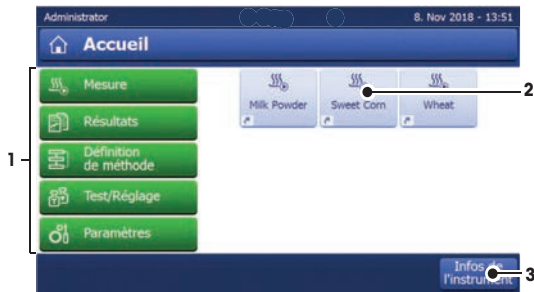 Administrator
8. Nov 2018 - 13:51
Accueil
Mesure
Résultats
Définition
de méthode
Test/Réglage
Paramètres
Milk Powder
Sweet Corn
Wheat
Infos de
l'instrument
1
2
3